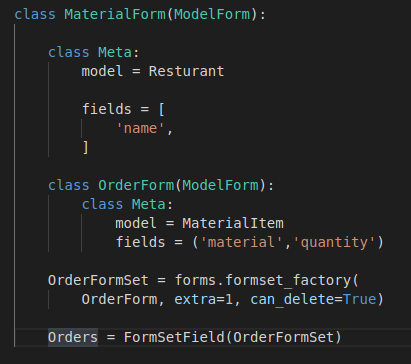 class MaterialForm(ModelForm):
class Meta:
model = Resturant
fields = [
'name',
]
class OrderForm(ModelForm):
class Meta:
model = MaterialItem
fields = ('material','quantity')
OrderFormSet = forms.formset_factory(
OrderForm, extra=1, can_delete=True)
Orders = FormSetField(OrderFormSet)